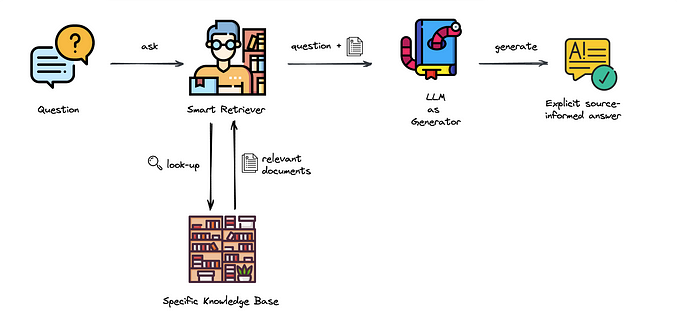 ?
ask
question +
generate
A!
Question
Smart Retriever
LLM
as
Generator
Explicit source-
informed answer
look-up
relevant
documents
Specific Knowledge Base